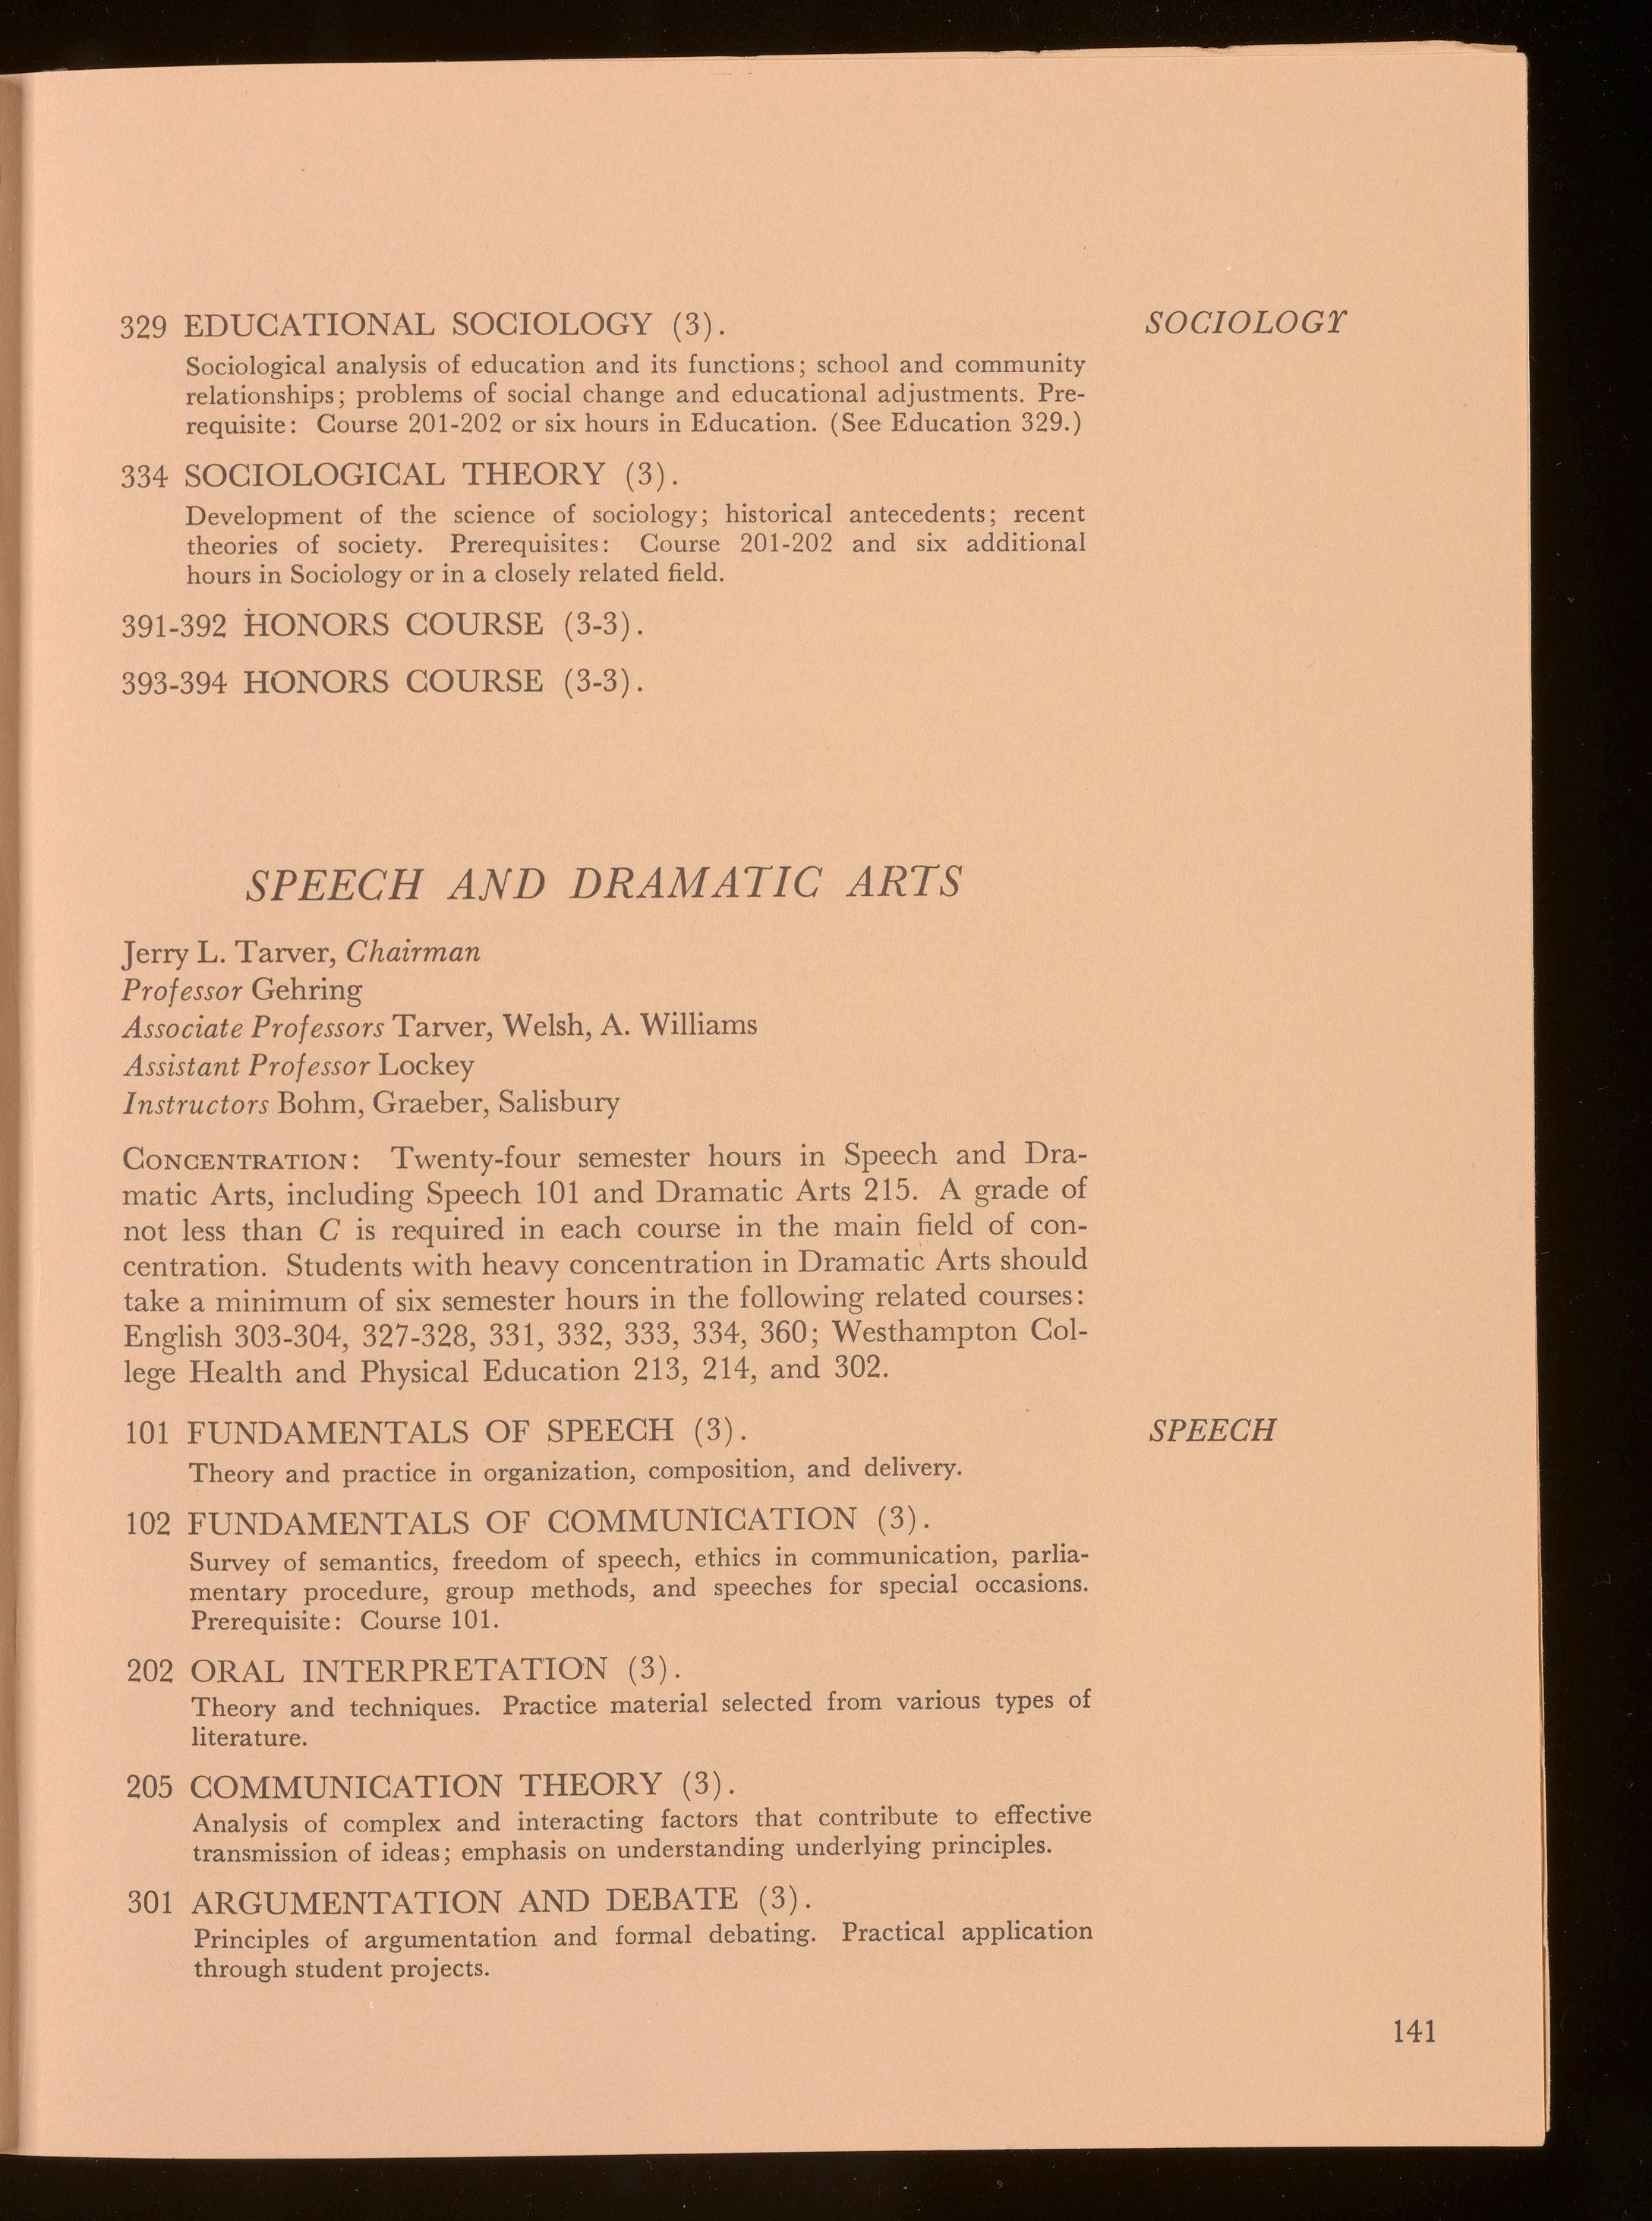 329 EDUCATIONAL SOCIOLOGY (3).
SOCIOLOGY
Sociological analysis of education and its functions; school and community
relationships; problems of social change and educational adjustments. Pre-
requisite: Course 201-202 or six hours in Education. (See Education 329.)
334 SOCIOLOGICAL THEORY (3).
Development of the science of sociology; historical antecedents; recent
theories of society. Prerequisites: Course 201-202 and six additional
hours in Sociology or in a closely related field.
391-392 HONORS COURSE (3-3).
393-394 HONORS COURSE (3-3).
SPEECH AND DRAMATIC ARTS
Jerry L. Tarver, Chairman
Professor Gehring
Associate Professors Tarver, Welsh, A. Williams
Assistant Professor Lockey
Instructors Bohm, Graeber, Salisbury
CONCENTRATION: Twenty-four semester hours in Speech and Dra-
matic Arts, including Speech 101 and Dramatic Arts 215. A grade of
not less than C is required in each course in the main field of con-
centration. Students with heavy concentration in Dramatic Arts should
take a minimum of six semester hours in the following related courses:
English 303-304, 327-328, 331, 332, 333, 334, 360; Westhampton Col-
lege Health and Physical Education 213, 214, and 302.
101 FUNDAMENTALS OF SPEECH (3).
SPEECH
Theory and practice in organization, composition, and delivery.
102 FUNDAMENTALS OF COMMUNICATION (3).
Survey of semantics, freedom of speech, ethics in communication, parlia-
mentary procedure, group methods, and speeches for special occasions.
Prerequisite: Course 101.
202 ORAL INTERPRETATION (3).
Theory and techniques. Practice material selected from various types of
literature.
205 COMMUNICATION THEORY (3).
Analysis of complex and interacting factors that contribute to effective
transmission of ideas; emphasis on understanding underlying principles.
301 ARGUMENTATION AND DEBATE (3).
Principles of argumentation and formal debating. Practical application
through student projects.
141